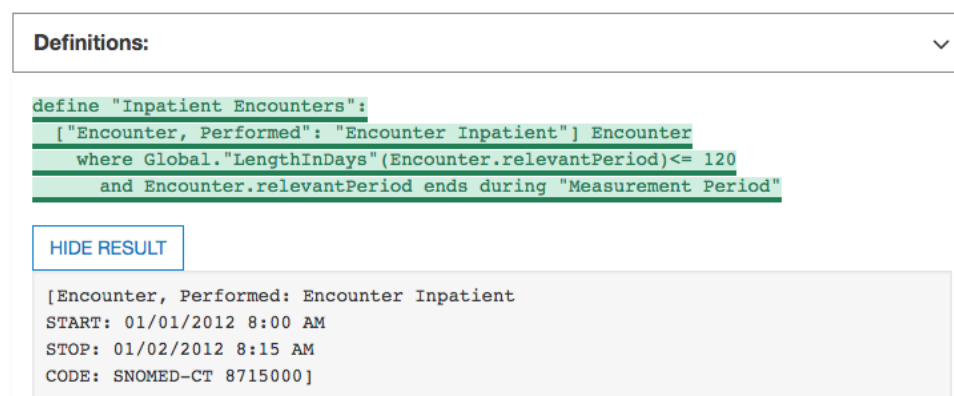 Definitions:
define "Inpatient Encounters":
["Encounter, Performed": "Encounter Inpatient"] Encounter
where Global."LengthInDays"(Encounter.relevantPeriod)<= 120
and Encounter.relevantPeriod ends during "Measurement Period"
HIDE RESULT
[Encounter, Performed: Encounter Inpatient
START: 01/01/2012 8:00 AM
STOP: 01/02/2012 8:15 AM
CODE: SNOMED-CT 8715000]